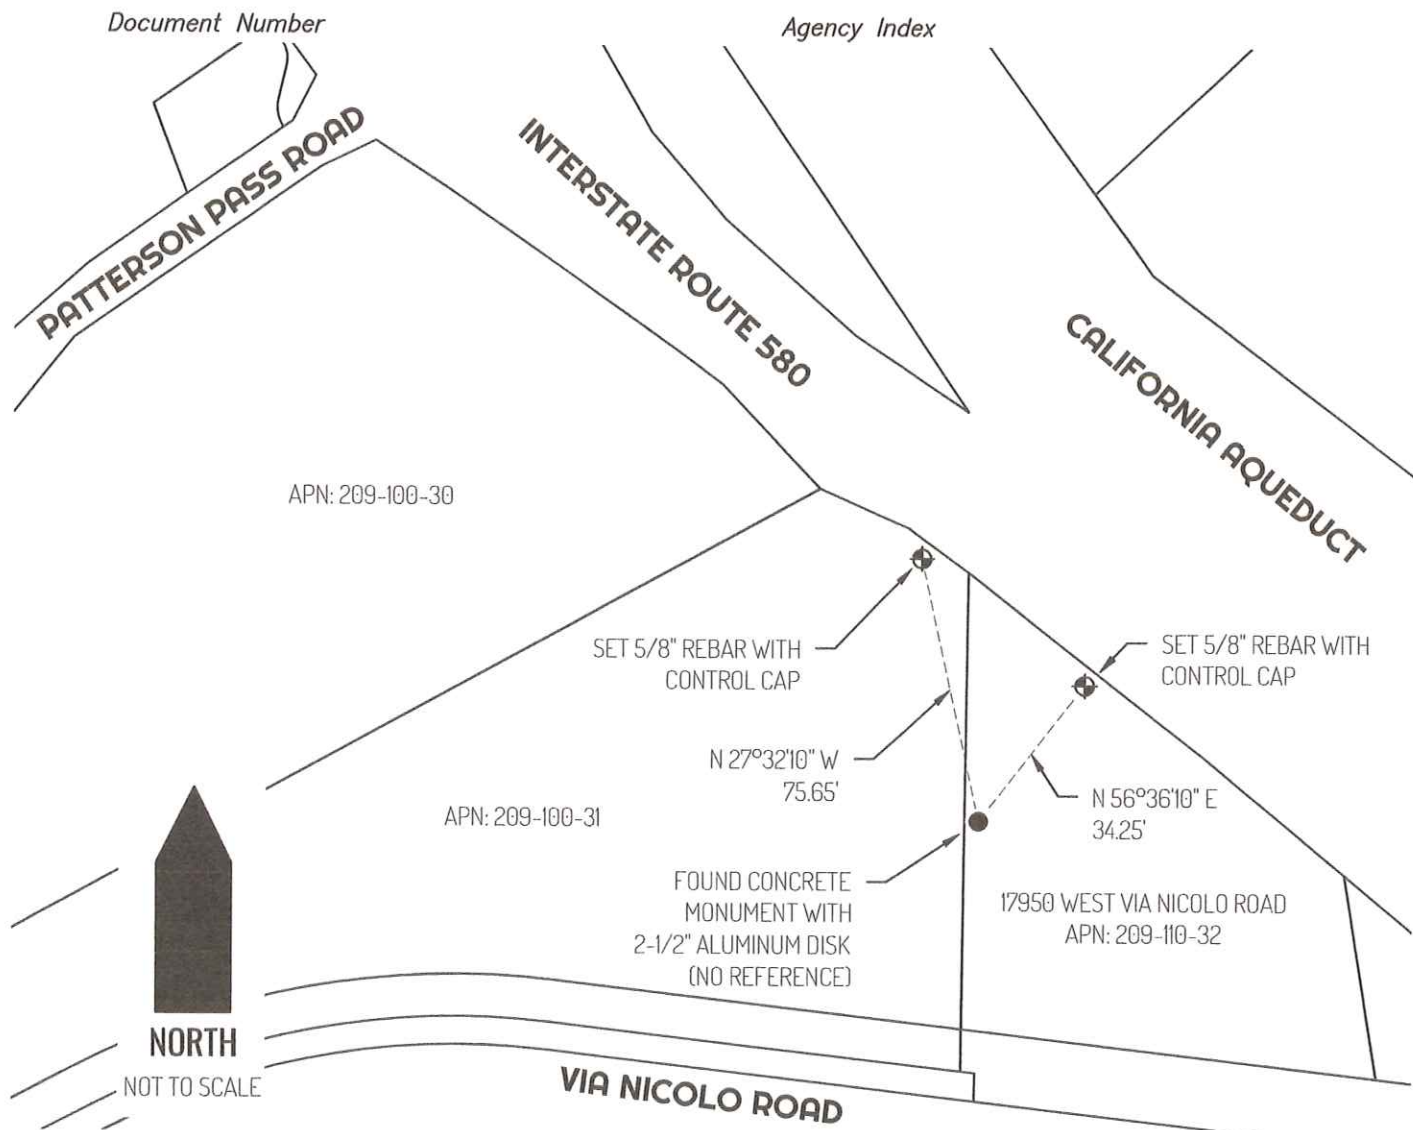 Document Number
Agency Index
PATTERSON PASS ROAD
INTERSTATE ROUTE 580
CALIFORNIA AQUEDUCT
APN: 209-100-30
SET 5/8" REBAR WITH
CONTROL CAP
SET 5/8" REBAR WITH
CONTROL CAP
N 27°32'10" W
75.65'
N 56°36'10" E
34.25'
APN: 209-100-31
FOUND CONCRETE
MONUMENT WITH
2-1/2" ALUMINUM DISK
(NO REFERENCE)
17950 WEST VIA NICOLO ROAD
APN: 209-110-32
NORTH
NOT TO SCALE
VIA NICOLO ROAD